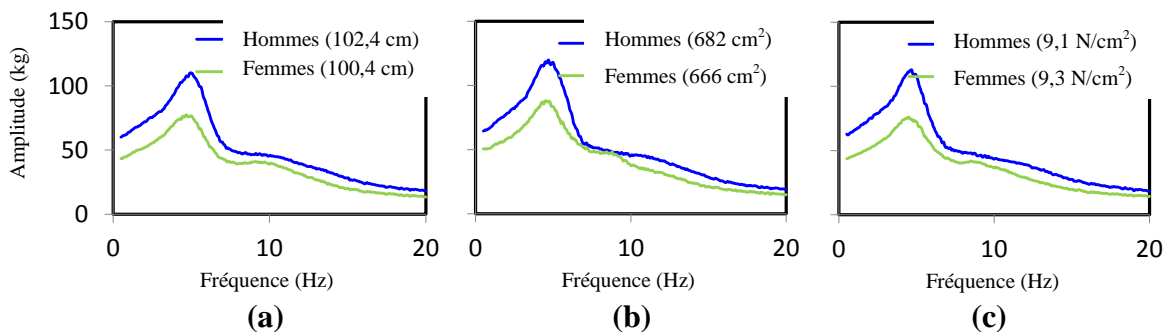 150
100
50
0
Amplitude (kg)
Hommes (102,4 cm)
Femmes (100,4 cm)
0 10 20
Fréquence (Hz)
(a)
Hommes (682 cm²)
Femmes (666 cm²)
0 10 20
Fréquence (Hz)
(b)
Hommes (9,1 N/cm²)
Femmes (9,3 N/cm²)
0 10 20
Fréquence (Hz)
(c)